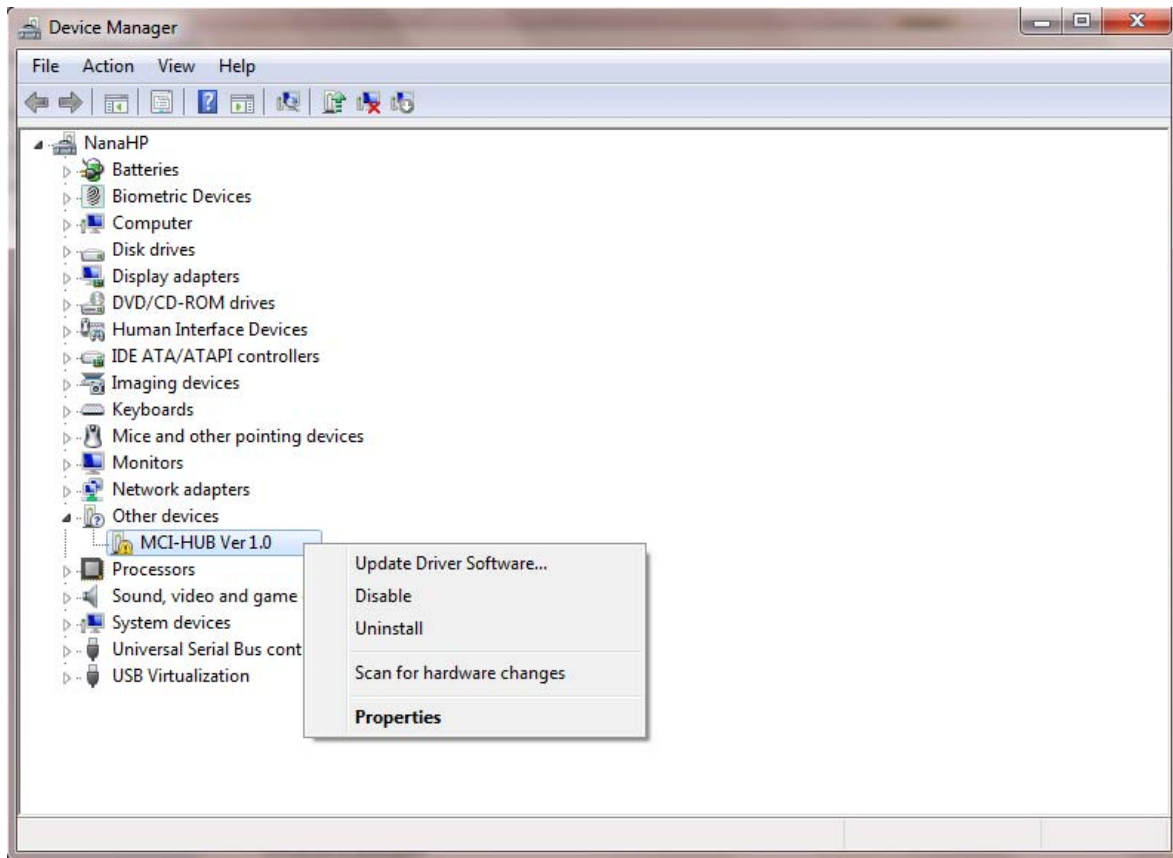 Device Manager
File Action View Help
NanaHP
Batteries
Biometric Devices
Computer
Disk drives
Display adapters
DVD/CD-ROM drives
Human Interface Devices
IDE ATA/ATAPI controllers
Imaging devices
Keyboards
Mice and other pointing devices
Monitors
Network adapters
Other devices
MCI-HUB Ver 1.0
Processors
Sound, video and game
System devices
Universal Serial Bus cont
USB Virtualization
Update Driver Software...
Disable
Uninstall
Scan for hardware changes
Properties